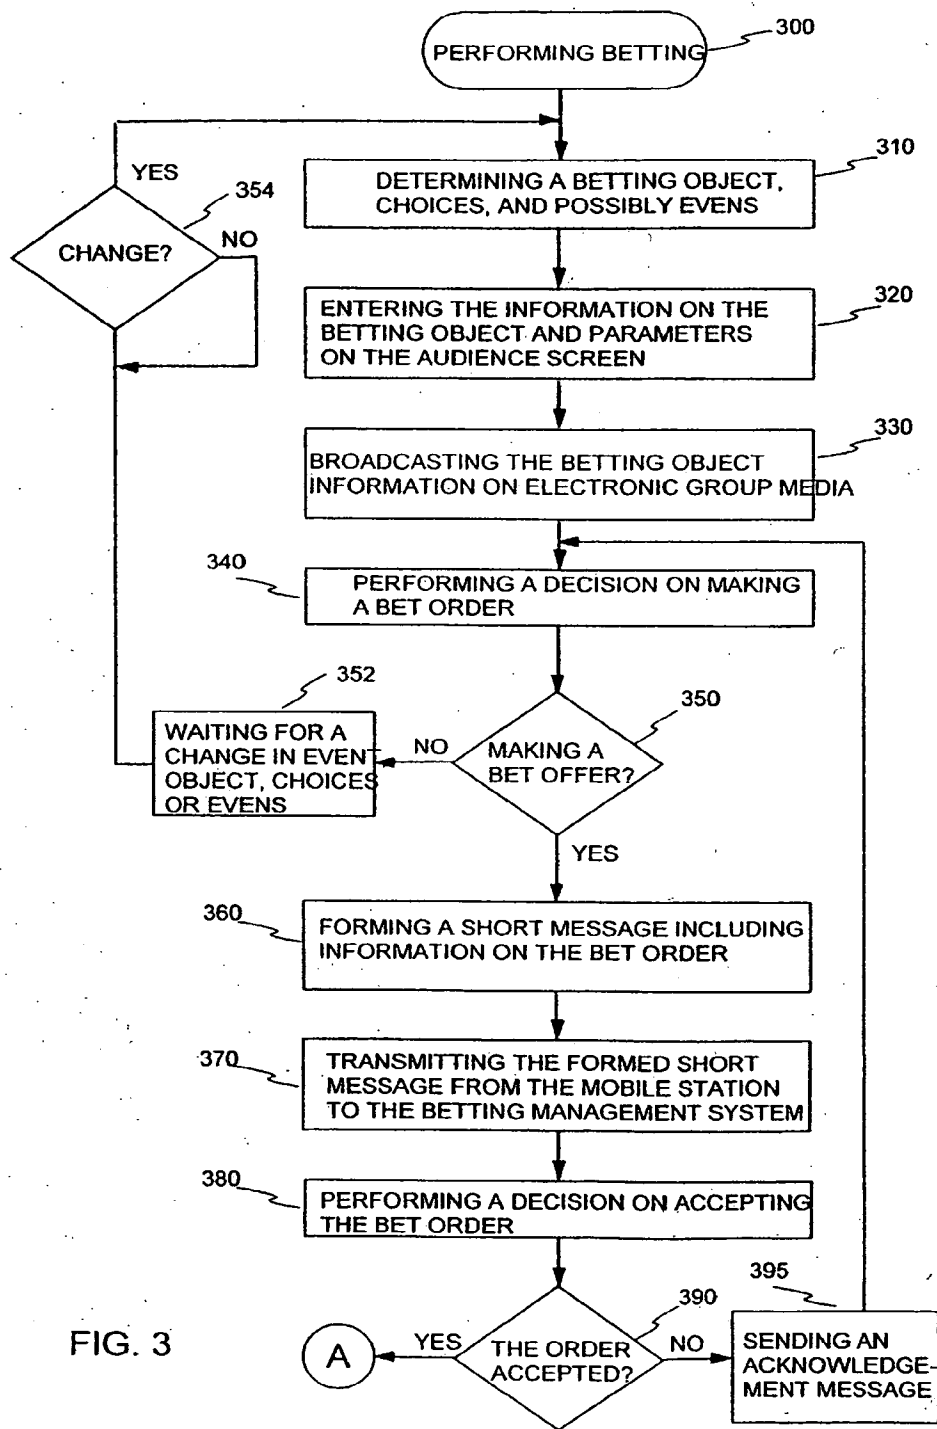 300
PERFORMING BETTING
310
DETERMINING A BETTING OBJECT,
CHOICES, AND POSSIBLY EVENS
YES
354
CHANGE?
NO
320
ENTERING THE INFORMATION ON THE
BETTING OBJECT AND PARAMETERS
ON THE AUDIENCE SCREEN
330
BROADCASTING THE BETTING OBJECT
INFORMATION ON ELECTRONIC GROUP MEDIA
340
PERFORMING A DECISION ON MAKING
A BET ORDER
352
WAITING FOR A
CHANGE IN EVENT
OBJECT, CHOICES
OR EVENS
NO
350
MAKING A
BET OFFER?
YES
360
FORMING A SHORT MESSAGE INCLUDING
INFORMATION ON THE BET ORDER
370
TRANSMITTING THE FORMED SHORT
MESSAGE FROM THE MOBILE STATION
TO THE BETTING MANAGEMENT SYSTEM
380
PERFORMING A DECISION ON ACCEPTING
THE BET ORDER
390
THE ORDER
ACCEPTED?
YES
A
NO
395
SENDING AN
ACKNOWLEDGE-
MENT MESSAGE
FIG. 3